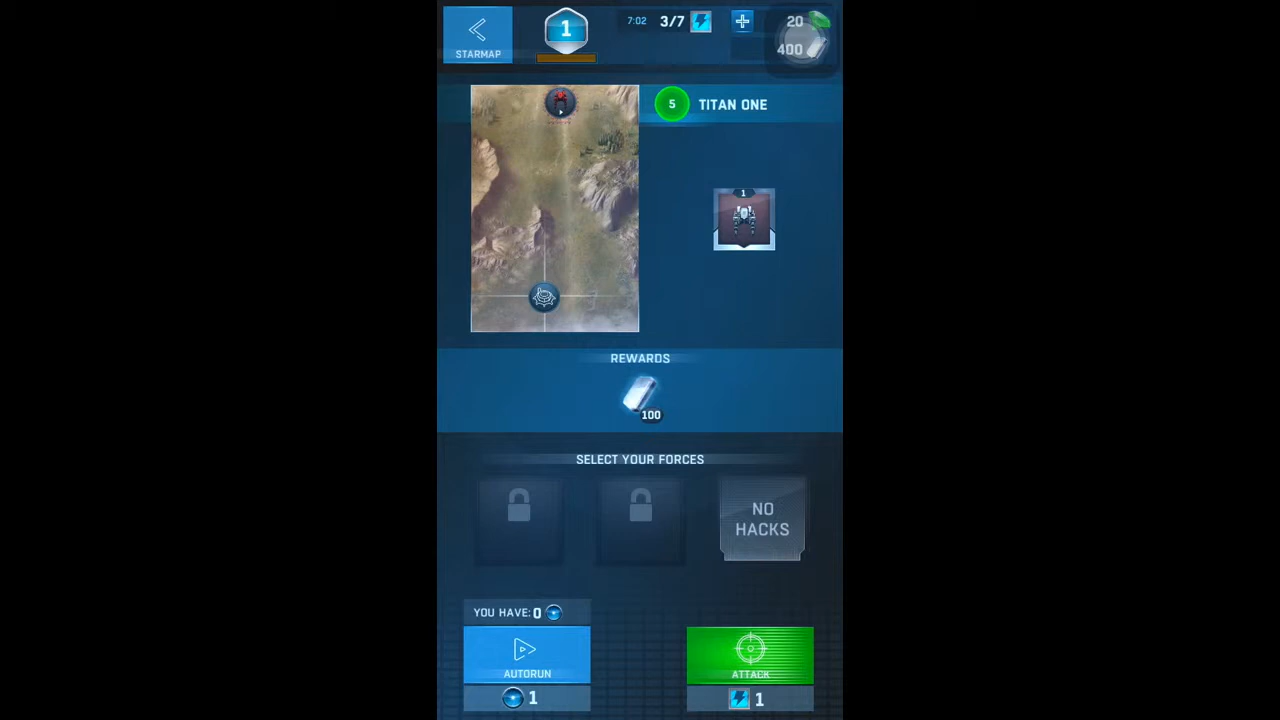 STARMAP
1
7:02
3/7
20
400
5
TITAN ONE
1
REWARDS
100
SELECT YOUR FORCES
NO
HACKS
YOU HAVE: 0
AUTORUN
1
ATTACK
1